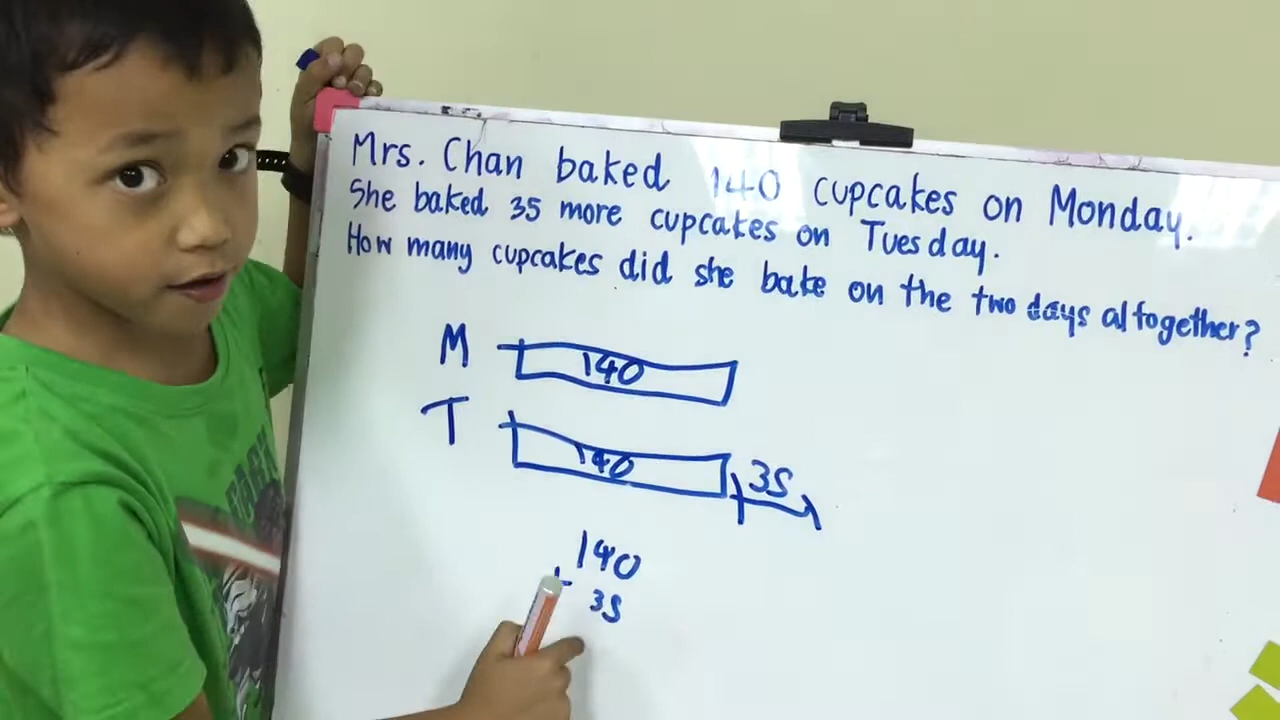 Mrs. Chan baked 140 cupcakes on Monday.
She baked 35 more cupcakes on Tuesday.
How many cupcakes did she bake on the two days altogether?
M 140
T 140 35
140
+ 35